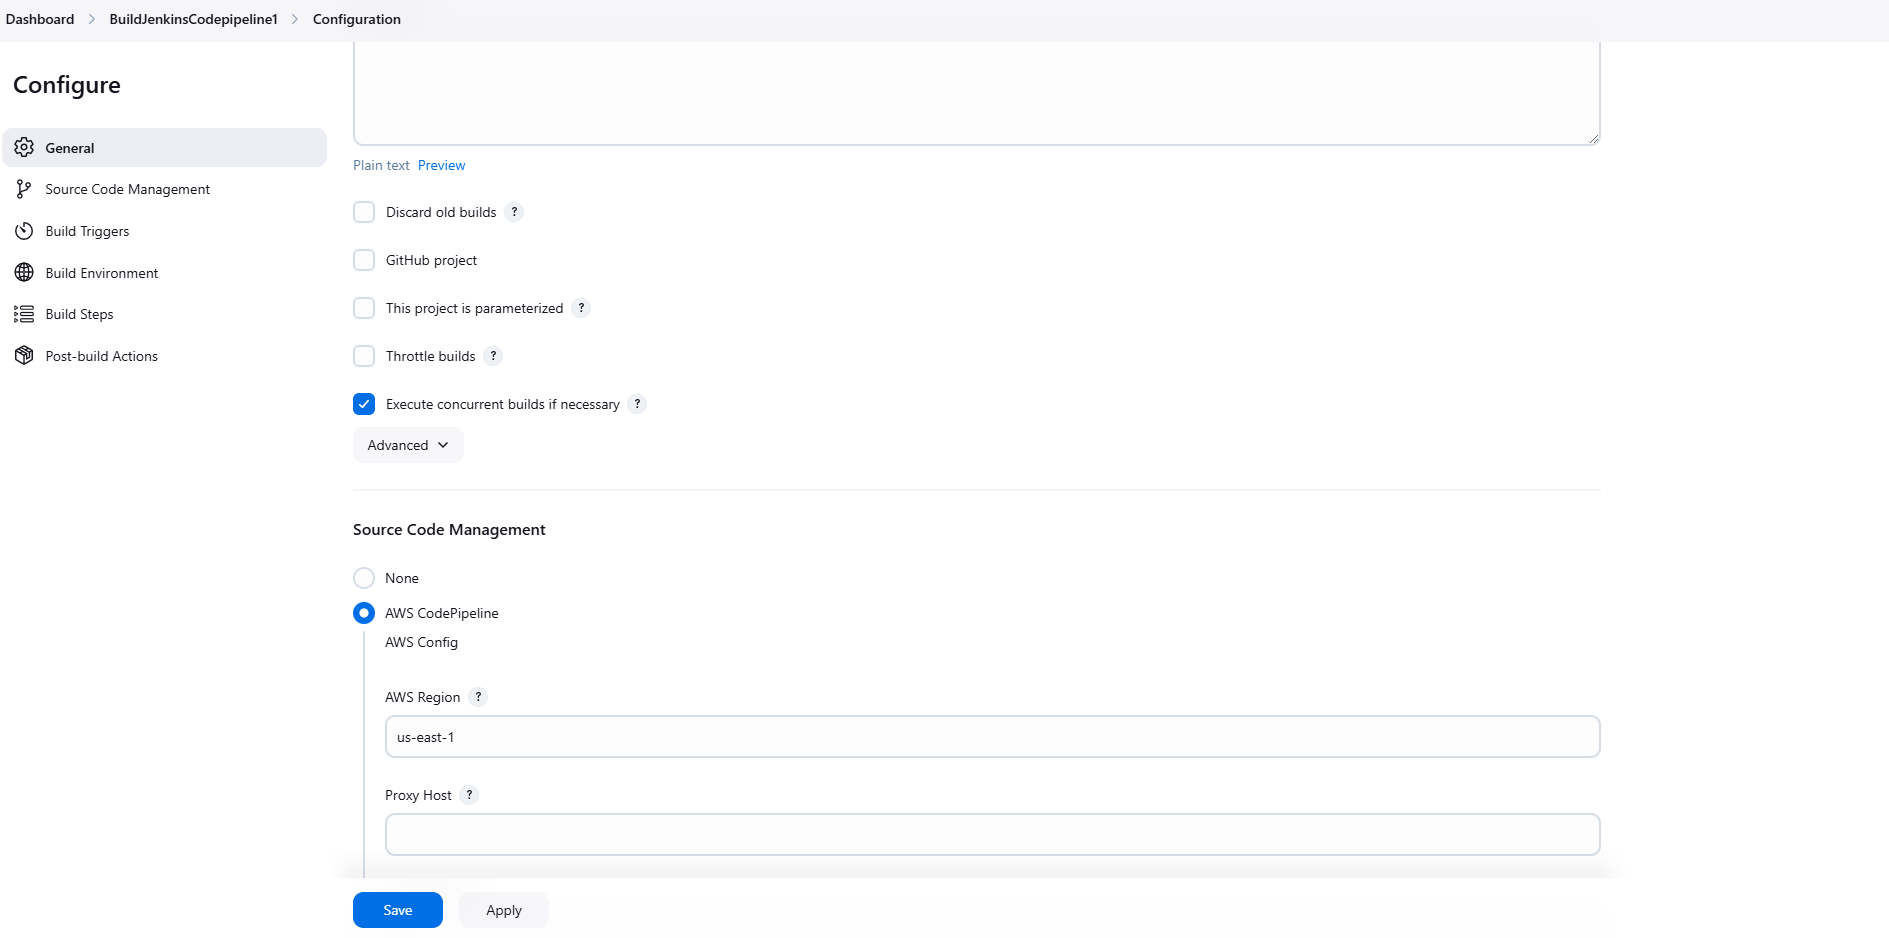 Dashboard > BuildJenkinsCodepipeline1 > Configuration
Configure
General
Source Code Management
Build Triggers
Build Environment
Build Steps
Post-build Actions
Plain text Preview
Discard old builds ?
GitHub project
This project is parameterized ?
Throttle builds ?
Execute concurrent builds if necessary ?
Advanced
Source Code Management
None
AWS CodePipeline
AWS Config
AWS Region ?
us-east-1
Proxy Host ?
Save Apply